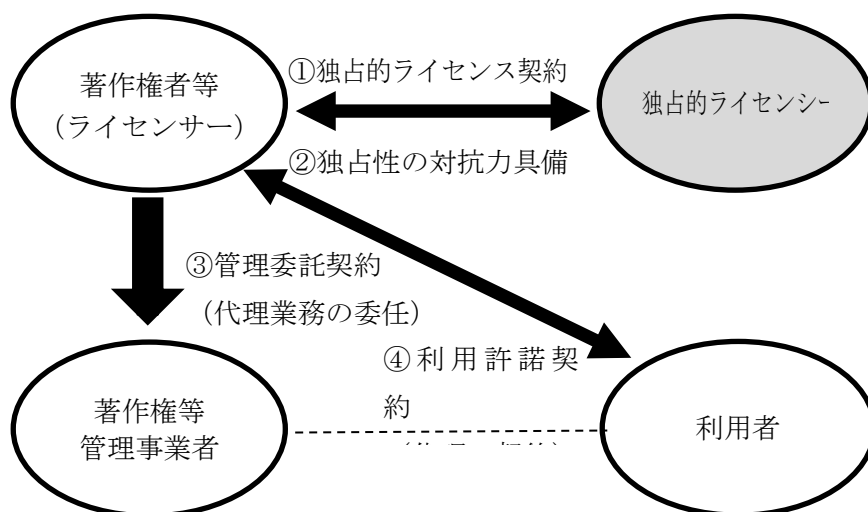 著作権者等
（ライセンサー）
①独占的ライセンス契約
独占的ライセンシー
②独占性の対抗力具備
③管理委託契約
（代理業務の委任）
④利用許諾契
約
著作権等
管理事業者
利用者